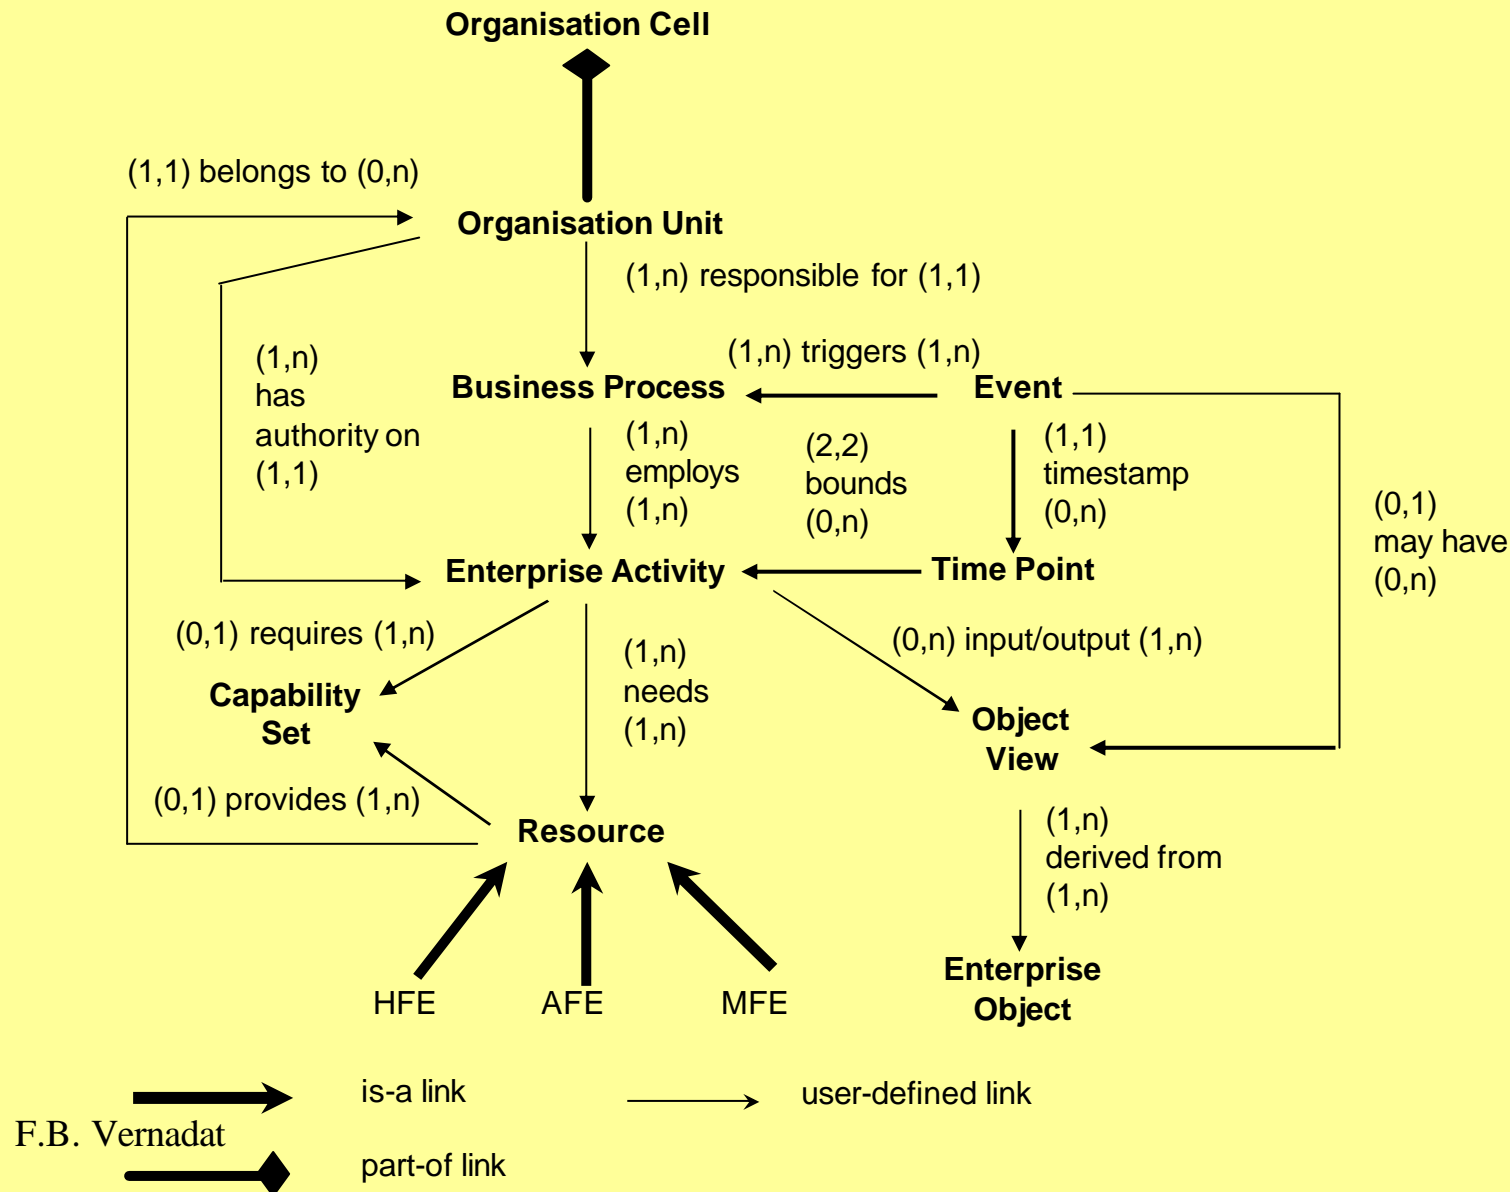 Organisation Cell
(1,1) belongs to (0,n)
Organisation Unit
(1,n) responsible for (1,1)
(1,n)
has
authority on
(1,1)
(1,n) triggers (1,n)
Business Process
Event
(1,n)
employs
(1,n)
(2,2)
bounds
(0,n)
(1,1)
timestamp
(0,n)
(0,1)
may have
(0,n)
Enterprise Activity
Time Point
(0,1) requires (1,n)
(1,n)
needs
(1,n)
(0,n) input/output (1,n)
Capability
Set
Object
View
(0,1) provides (1,n)
Resource
(1,n)
derived from
(1,n)
HFE
AFE
MFE
Enterprise
Object
is-a link
user-defined link
F.B. Vernadat
part-of link